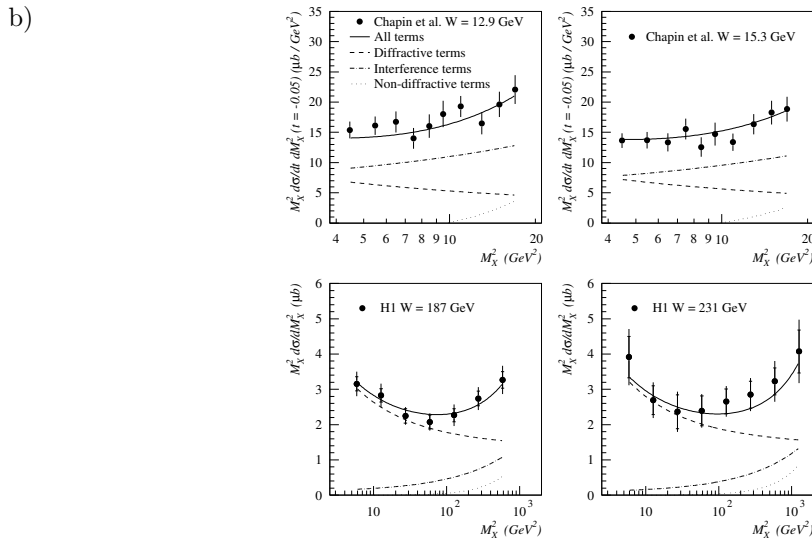 b)
M_X^2 dσ/dt dM_X^2 (t = -0.05) (μb / GeV^2)
35
30
25
20
15
10
5
0
Chapin et al. W = 12.9 GeV
All terms
Diffractive terms
Interference terms
Non-diffractive terms
4 5 6 7 8 9 10 20
M_X^2 (GeV^2)
M_X^2 dσ/dt dM_X^2 (t = -0.05) (μb / GeV^2)
35
30
25
20
15
10
5
0
Chapin et al. W = 15.3 GeV
4 5 6 7 8 9 10 20
M_X^2 (GeV^2)
M_X^2 dσ/dM_X^2 (μb)
6
5
4
3
2
1
0
H1 W = 187 GeV
10 10^2 10^3
M_X^2 (GeV^2)
M_X^2 dσ/dM_X^2 (μb)
6
5
4
3
2
1
0
H1 W = 231 GeV
10 10^2 10^3
M_X^2 (GeV^2)